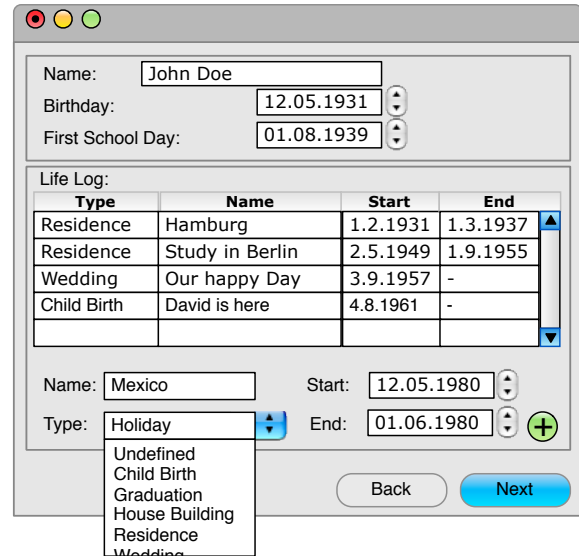 Name: John Doe
Birthday: 12.05.1931
First School Day: 01.08.1939
Life Log:
Type Name Start End
Residence Hamburg 1.2.1931 1.3.1937
Residence Study in Berlin 2.5.1949 1.9.1955
Wedding Our happy Day 3.9.1957 -
Child Birth David is here 4.8.1961 -
Name: Mexico Start: 12.05.1980
Type: Holiday End: 01.06.1980
Undefined
Child Birth
Graduation
House Building
Residence
Wedding
Back Next